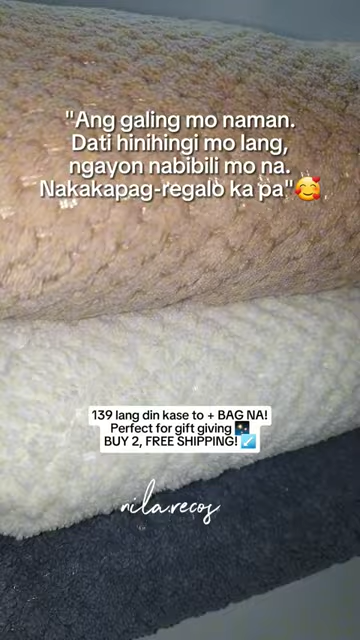 "Ang galing mo naman.
Dati hinihingi mo lang,
ngayon nabibili mo na.
Nakakapag-regalo ka pa"🥰
139 lang din kase to + BAG NA!
Perfect for gift giving 🌌
BUY 2, FREE SHIPPING! ↙️
nila.recos